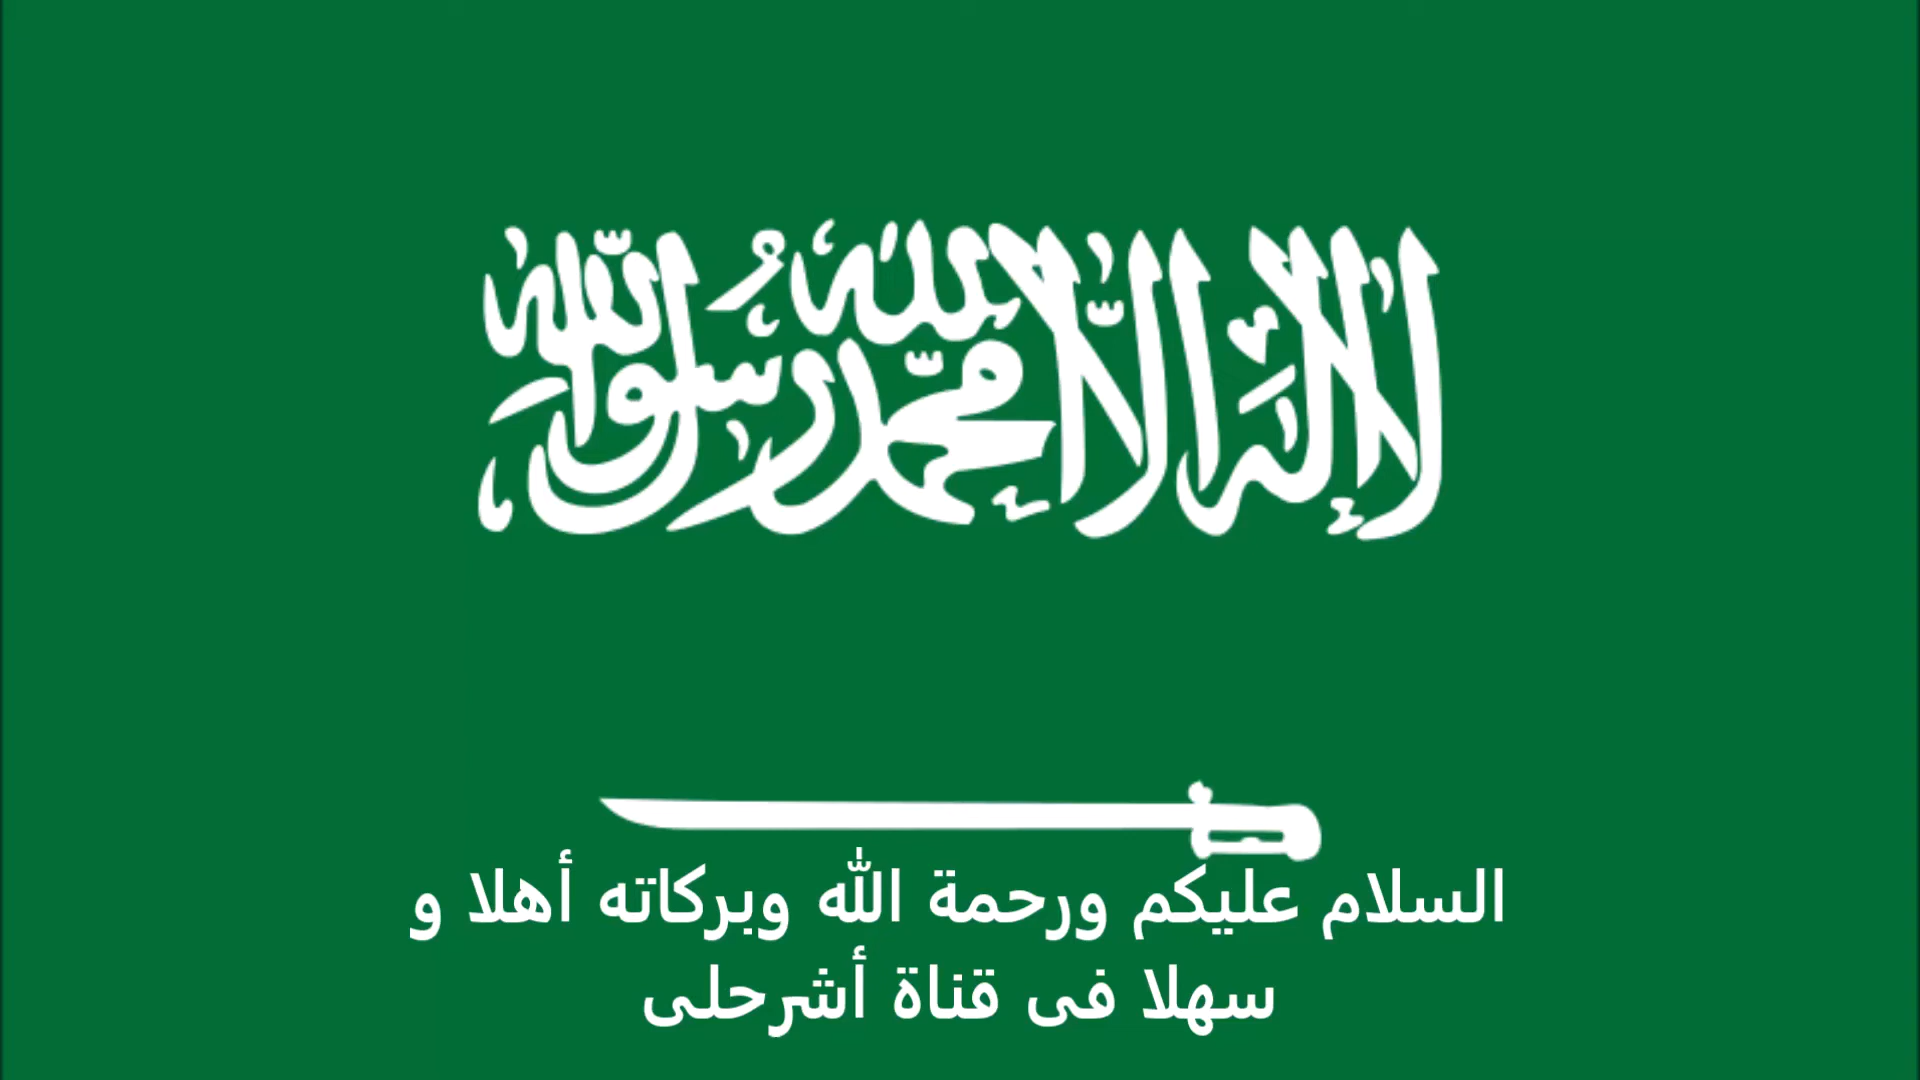 لا إله إلا الله محمد رسول الله
السلام عليكم ورحمة الله وبركاته أهلا و
سهلا فى قناة أشرحلى